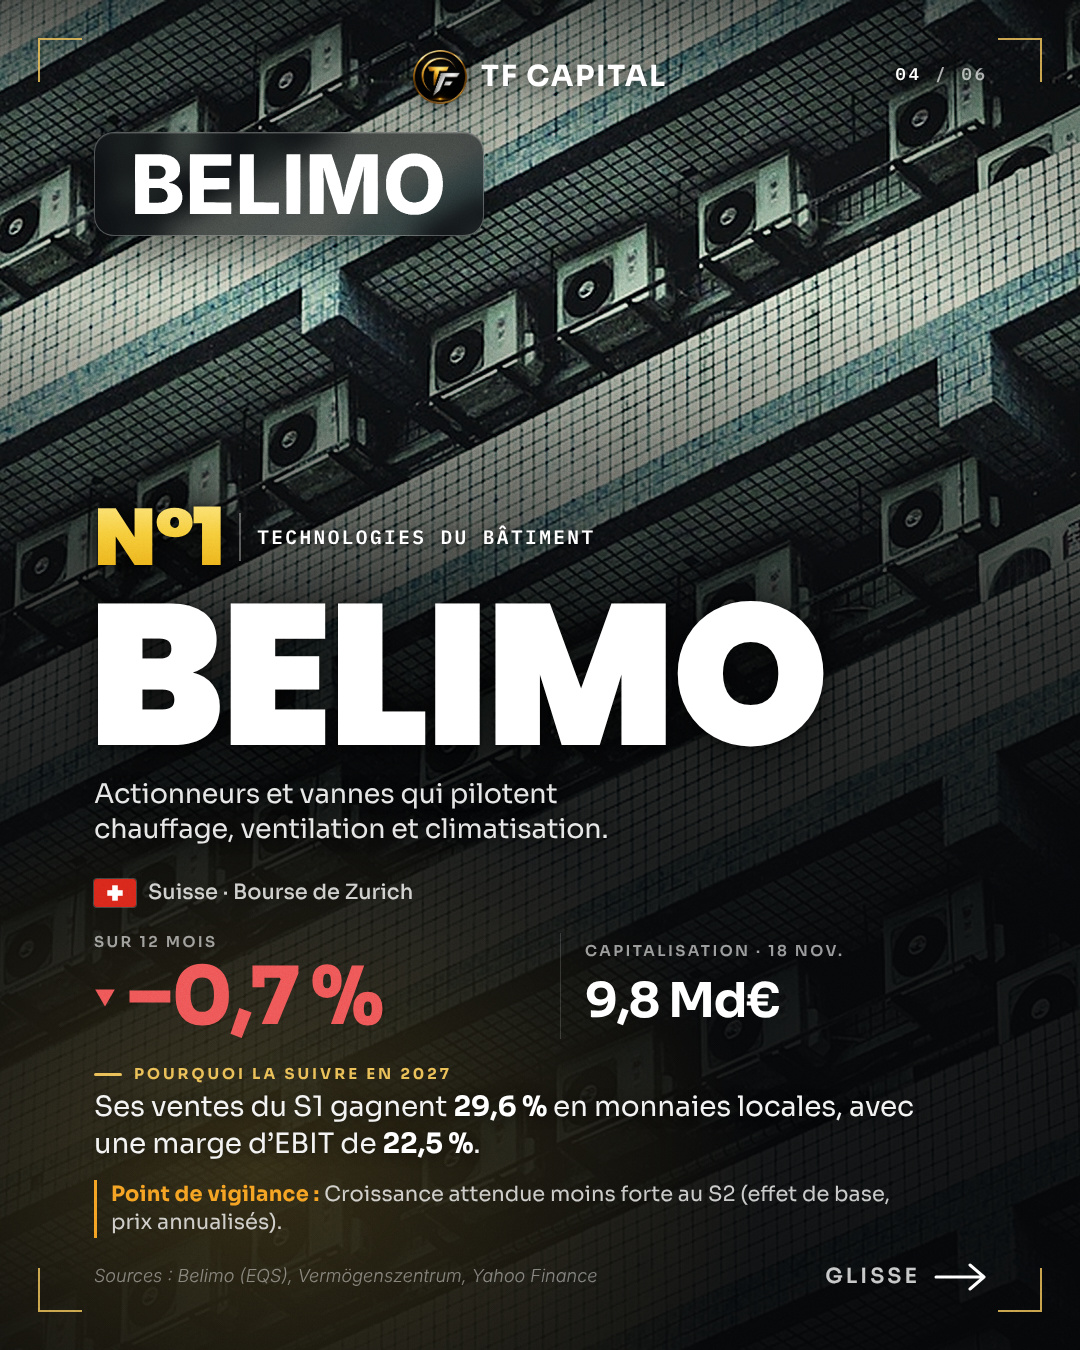 TF CAPITAL
04 / 06
BELIMO
Nº1
TECHNOLOGIES DU BÂTIMENT
BELIMO
Actionneurs et vannes qui pilotent
chauffage, ventilation et climatisation.
Suisse · Bourse de Zurich
SUR 12 MOIS
▼ −0,7 %
CAPITALISATION · 18 NOV.
9,8 Md€
POURQUOI LA SUIVRE EN 2027
Ses ventes du S1 gagnent 29,6 % en monnaies locales, avec
une marge d’EBIT de 22,5 %.
Point de vigilance : Croissance attendue moins forte au S2 (effet de base,
prix annualisés).
Sources : Belimo (EQS), Vermögenszentrum, Yahoo Finance
GLISSE